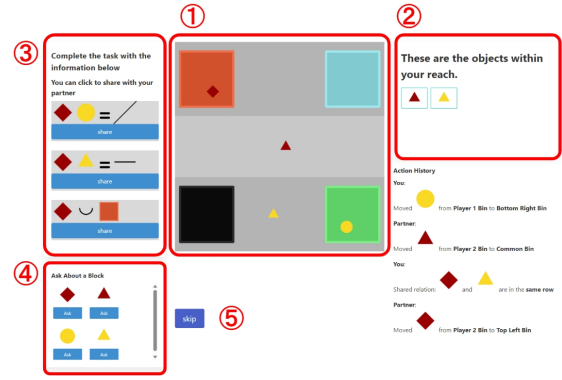 ①
②
③
Complete the task with the
information below
You can click to share with your
partner
=
share
=
share
share
These are the objects within
your reach.
Action History
You:
Moved from Player 1 Bin to Bottom Right Bin
Partner:
Moved from Player 2 Bin to Common Bin
You:
Shared relation: and are in the same row
Partner:
Moved from Player 2 Bin to Top Left Bin
④
Ask About a Block
Ask Ask
Ask Ask
skip
⑤